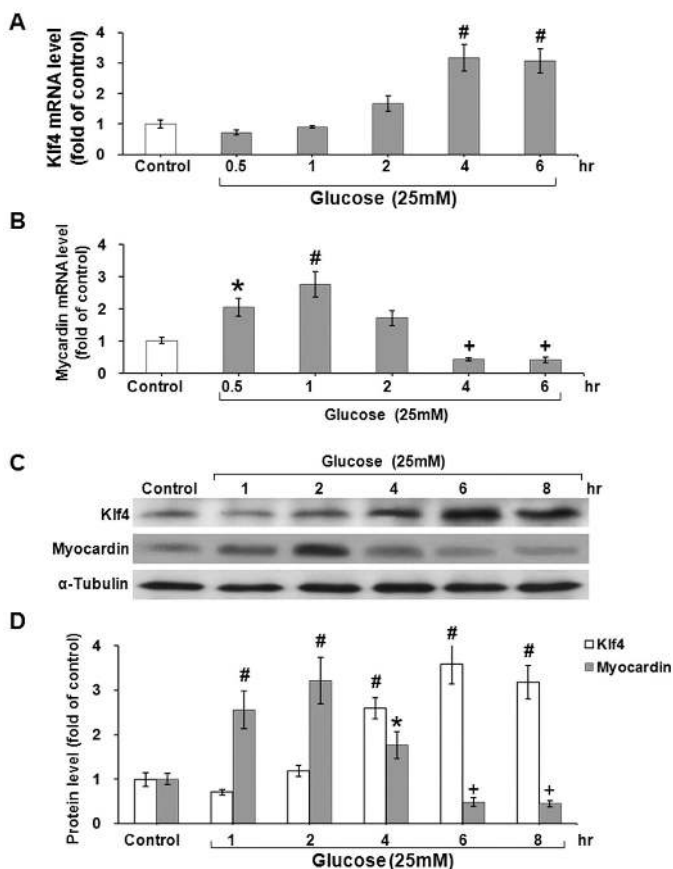 A
Klf4 mRNA level
(fold of control)
4
3
2
1
0
# #
Control 0.5 1 2 4 6 hr
Glucose (25mM)
B
Mycardin mRNA level
(fold of control)
4
3
2
1
0
* # + +
Control 0.5 1 2 4 6 hr
Glucose (25mM)
C
Glucose (25mM)
Control 1 2 4 6 8 hr
Klf4
Myocardin
α-Tubulin
D
Protein level (fold of control)
4
3
2
1
0
# # # * # + # +
Klf4
Myocardin
Control 1 2 4 6 8 hr
Glucose (25mM)